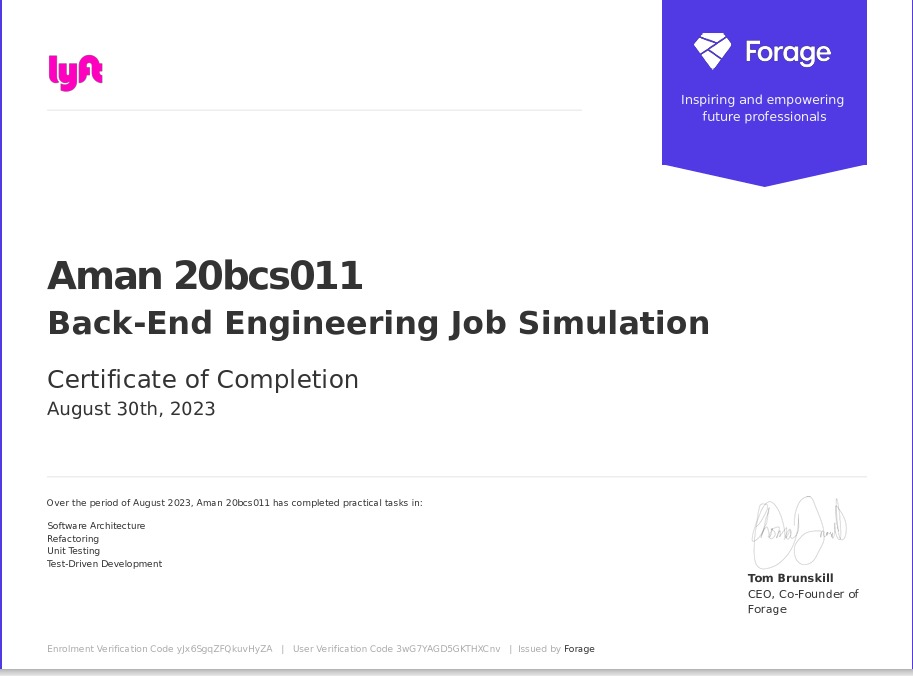 lyft
Forage
Inspiring and empowering
future professionals
Aman 20bcs011
Back-End Engineering Job Simulation
Certificate of Completion
August 30th, 2023
Over the period of August 2023, Aman 20bcs011 has completed practical tasks in:
Software Architecture
Refactoring
Unit Testing
Test-Driven Development
Tom Brunskill
CEO, Co-Founder of
Forage
Enrolment Verification Code yJx6SgqZFQkuvHyZA | User Verification Code 3wG7YAGD5GKTHXCnv | Issued by Forage